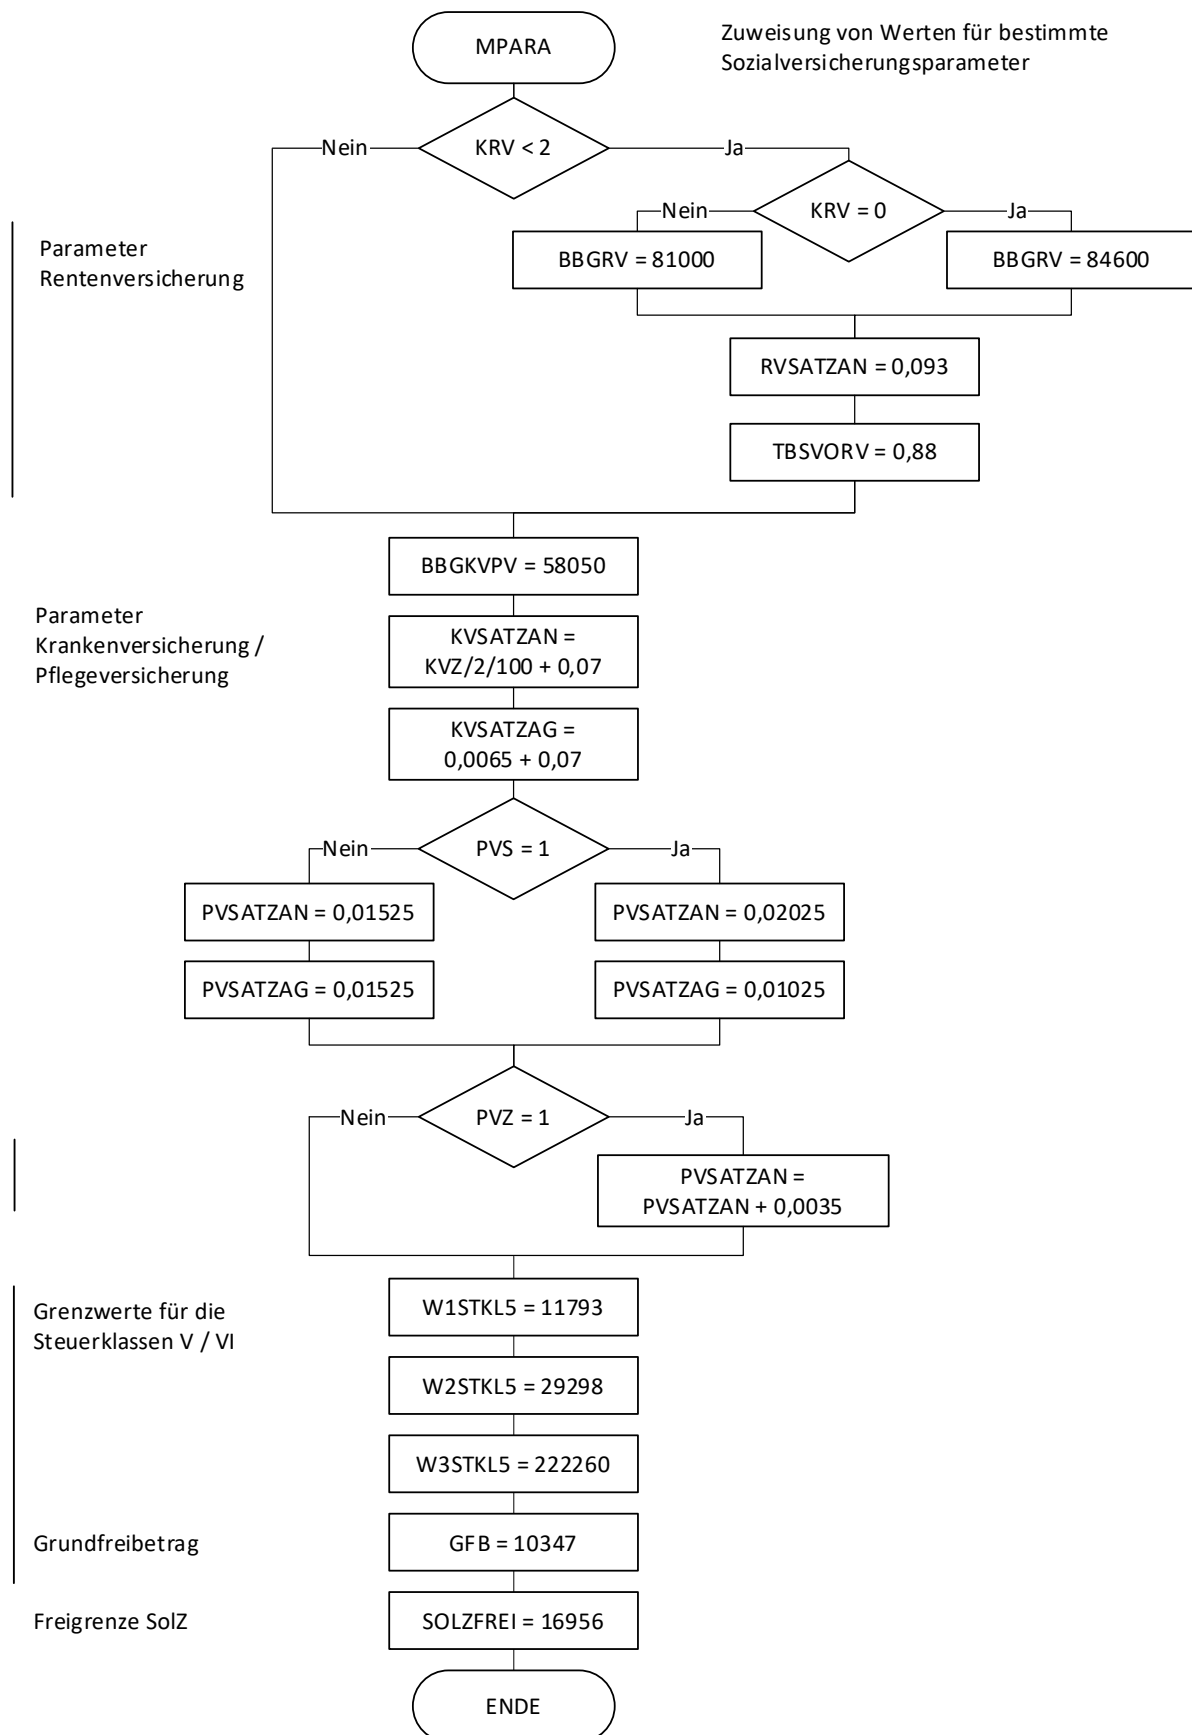 MPARA
Zuweisung von Werten für bestimmte
Sozialversicherungsparameter
KRV < 2
Nein
Ja
KRV = 0
Nein
Ja
Parameter
Rentenversicherung
BBGRV = 81000
BBGRV = 84600
RVSATZAN = 0,093
TBSVORV = 0,88
BBGKVPV = 58050
Parameter
Krankenversicherung /
Pflegeversicherung
KVSATZAN =
KVZ/2/100 + 0,07
KVSATZAG =
0,0065 + 0,07
PVS = 1
Nein
Ja
PVSATZAN = 0,01525
PVSATZAN = 0,02025
PVSATZAG = 0,01525
PVSATZAG = 0,01025
PVZ = 1
Nein
Ja
PVSATZAN =
PVSATZAN + 0,0035
Grenzwerte für die
Steuerklassen V / VI
W1STKL5 = 11793
W2STKL5 = 29298
W3STKL5 = 222260
Grundfreibetrag
GFB = 10347
Freigrenze SolZ
SOLZFREI = 16956
ENDE